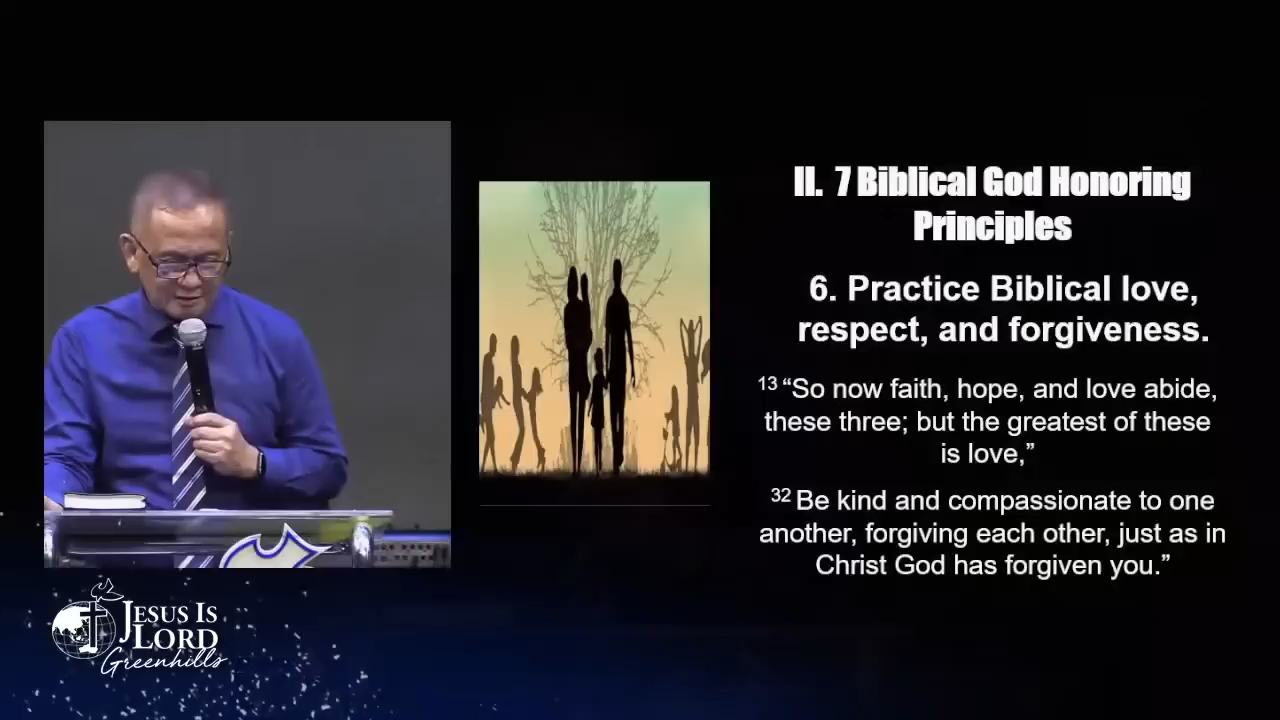 II. 7 Biblical God Honoring
Principles
6. Practice Biblical love,
respect, and forgiveness.
13 “So now faith, hope, and love abide,
these three; but the greatest of these
is love,”
32 Be kind and compassionate to one
another, forgiving each other, just as in
Christ God has forgiven you.”
JESUS IS
LORD
Greenhills